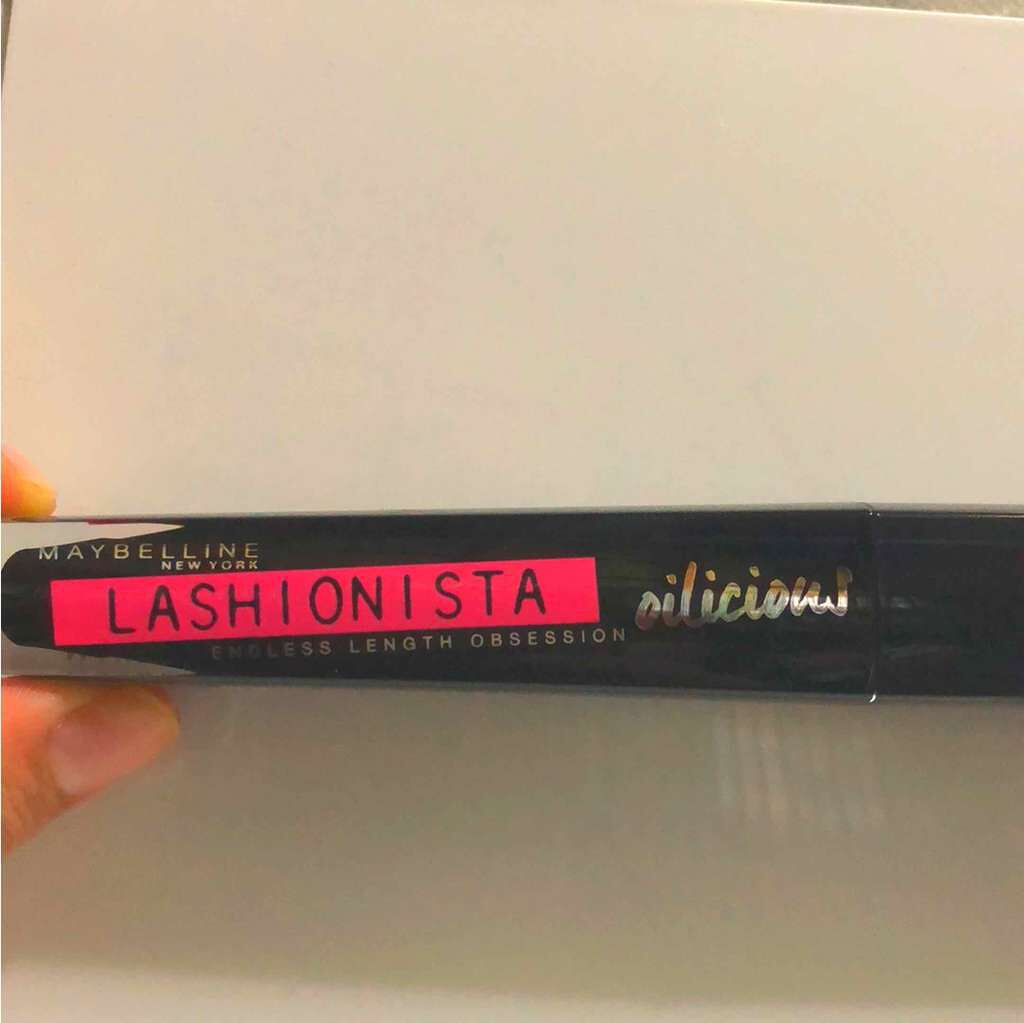 MAYBELLINE
NEW YORK
LASHIONISTA
oilicious
ENDLESS LENGTH OBSESSION